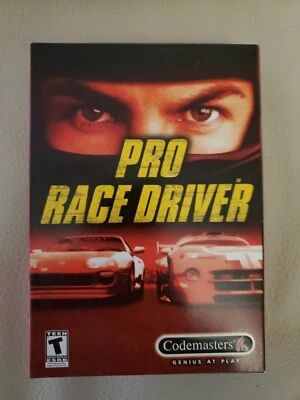 PRO
RACE DRIVER
TEEN
T
ESRB
Codemasters
GENIUS AT PLAY